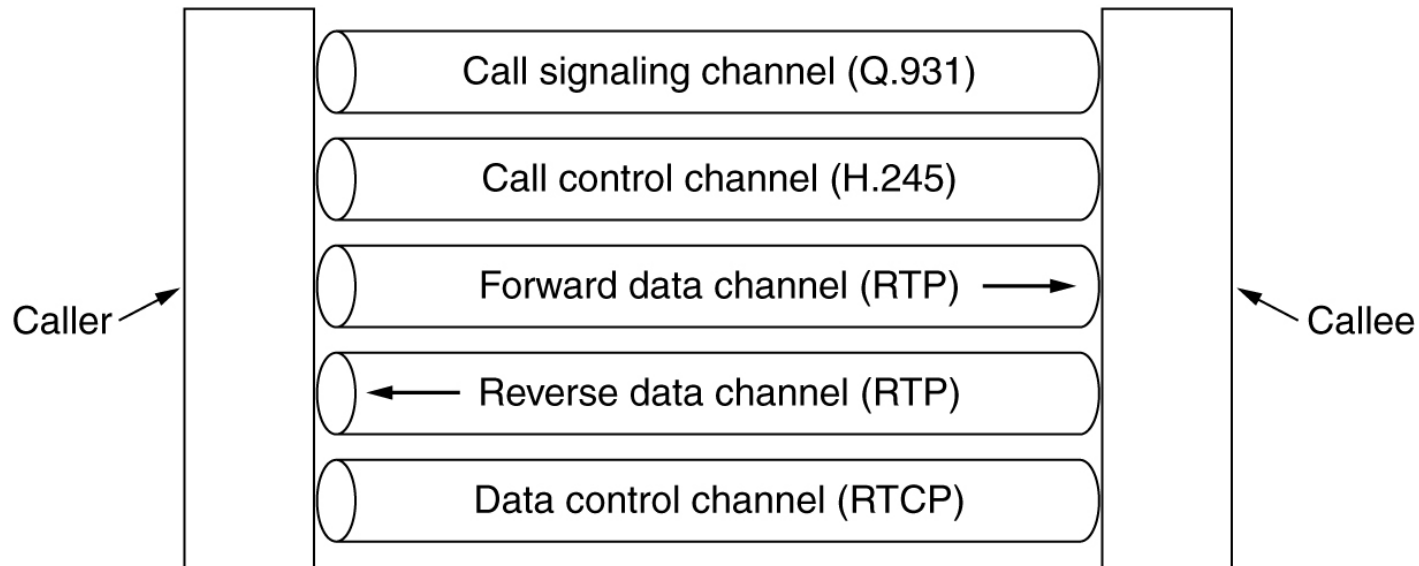 Call signaling channel (Q.931)
Call control channel (H.245)
Forward data channel (RTP)
Caller
Callee
Reverse data channel (RTP)
Data control channel (RTCP)